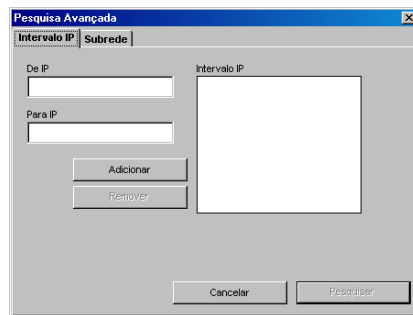 Pesquisa Avançada
Intervalo IP
Subrede
De IP
Intervalo IP
Para IP
Adicionar
Remover
Cancelar
Pesquisar